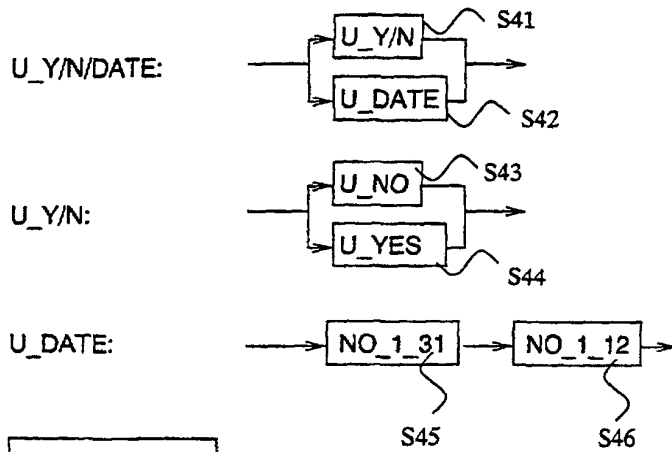 U_Y/N S41
U_Y/N/DATE:
U_DATE
S42
U_NO S43
U_Y/N:
U_YES
S44
U_DATE: NO_1_31 NO_1_12
S45 S46